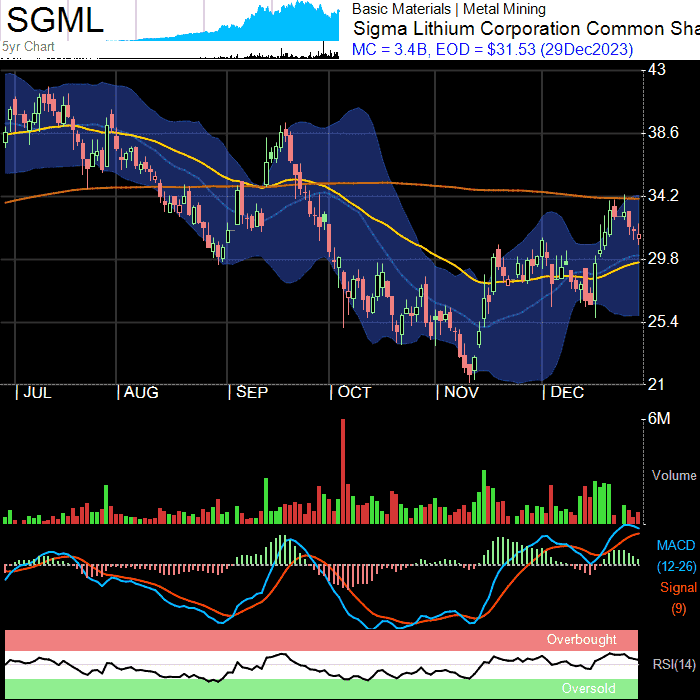 SGML
5yr Chart
Basic Materials | Metal Mining
Sigma Lithium Corporation Common Sha
MC = 3.4B, EOD = $31.53 (29Dec2023)
43
38.6
34.2
29.8
25.4
21
JUL
AUG
SEP
OCT
NOV
DEC
6M
Volume
MACD
(12-26)
Signal
(9)
Overbought
RSI(14)
Oversold